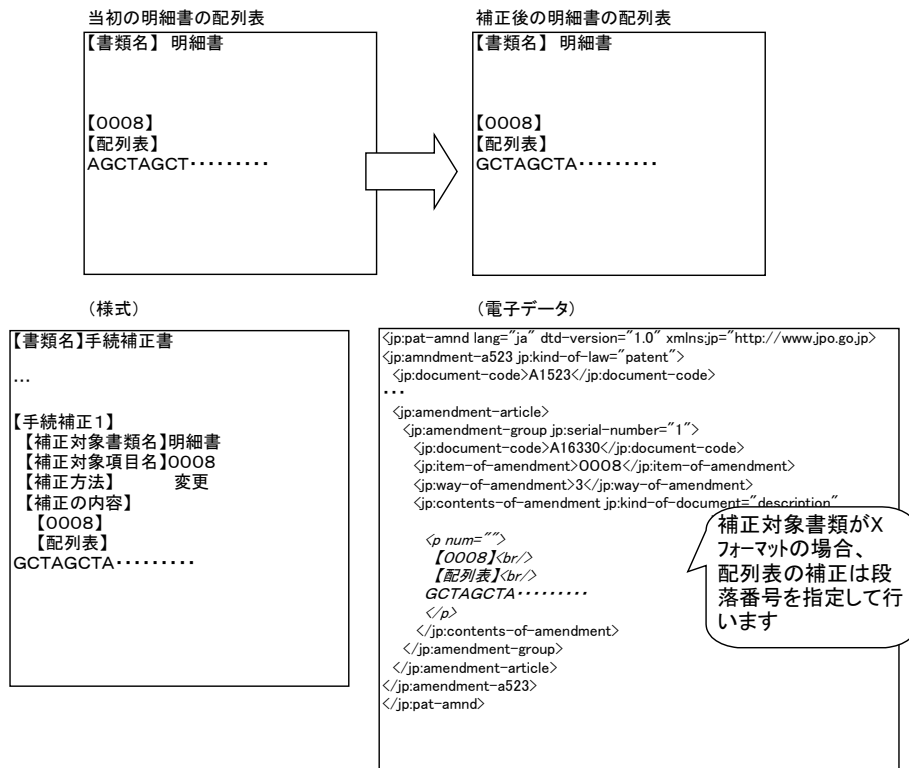 当初の明細書の配列表
【書類名】 明細書
【0008】
【配列表】
AGCTAGCT・・・・・・・・・
補正後の明細書の配列表
【書類名】 明細書
【0008】
【配列表】
GCTAGCTA・・・・・・・・・
(様式)
【書類名】手続補正書
…
【手続補正1】
【補正対象書類名】明細書
【補正対象項目名】0008
【補正方法】 変更
【補正の内容】
【0008】
【配列表】
GCTAGCTA・・・・・・・・・
(電子データ)
<jp:pat-amnd lang="ja" dtd-version="1.0" xmlns:jp="http://www.jpo.go.jp>
<jp:amndment-a523 jp:kind-of-law="patent">
<jp:document-code>A1523</jp:document-code>
・・・
<jp:amendment-article>
<jp:amendment-group jp:serial-number="1">
<jp:document-code>A16330</jp:document-code>
<jp:item-of-amendment>0008</jp:item-of-amendment>
<jp:way-of-amendment>3</jp:way-of-amendment>
<jp:contents-of-amendment jp:kind-of-document="description"
<p num="">
【0008】<br/>
【配列表】<br/>
GCTAGCTA・・・・・・・・・
</p>
</jp:contents-of-amendment>
</jp:amendment-group>
</jp:amendment-article>
</jp:amendment-a523>
</jp:pat-amnd>
補正対象書類がX
フォーマットの場合、
配列表の補正は段
落番号を指定して行
います